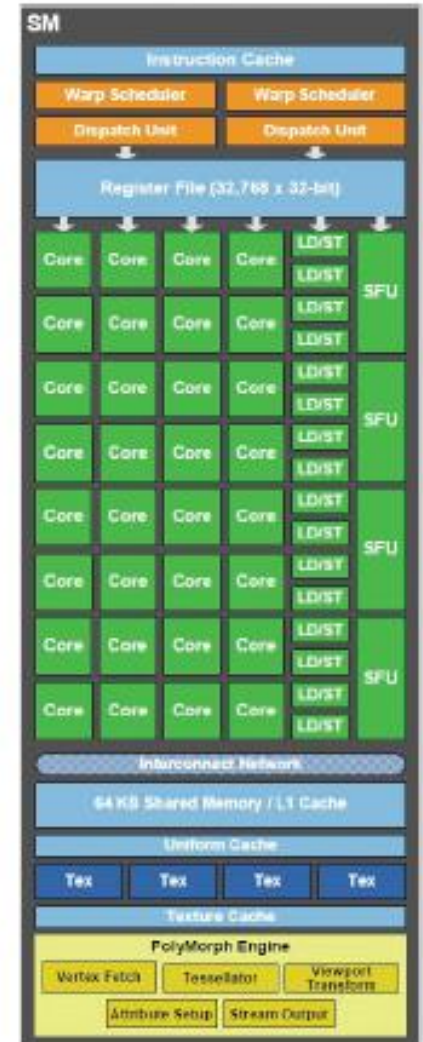 SM
Instruction Cache
Warp Scheduler Warp Scheduler
Dispatch Unit Dispatch Unit
Register File (32,768 x 32-bit)
LD/ST
Core Core Core Core
LD/ST
SFU
LD/ST
Core Core Core Core
LD/ST
LD/ST
Core Core Core Core
LD/ST
SFU
LD/ST
Core Core Core Core
LD/ST
LD/ST
Core Core Core Core
LD/ST
SFU
LD/ST
Core Core Core Core
LD/ST
LD/ST
Core Core Core Core
LD/ST
SFU
LD/ST
Core Core Core Core
LD/ST
Interconnect Network
64 KB Shared Memory / L1 Cache
Uniform Cache
Tex Tex Tex Tex
Texture Cache
PolyMorph Engine
Vertex Fetch Tessellator Viewport
Transform
Attribute Setup Stream Output